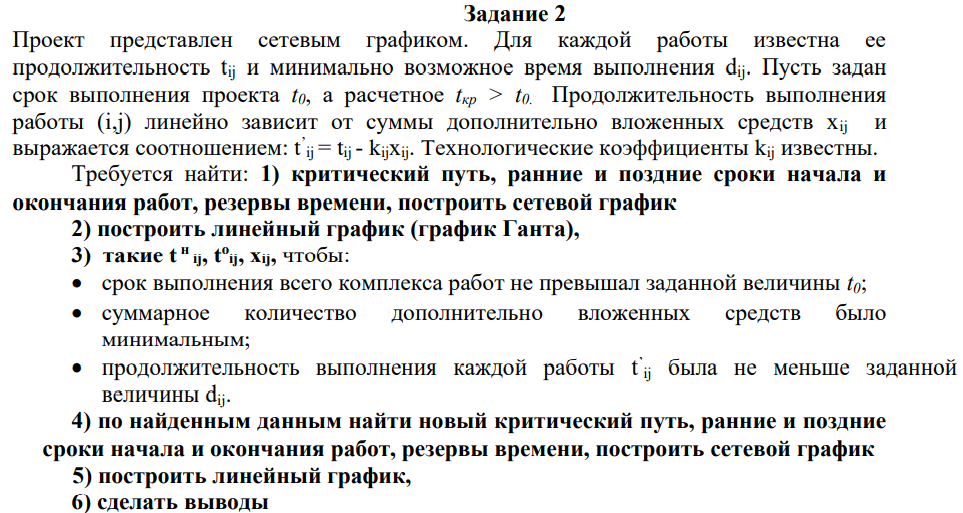 Задание 2
Проект представлен сетевым графиком. Для каждой работы известна ее
продолжительность tij и минимально возможное время выполнения dij. Пусть задан
срок выполнения проекта t0, а расчетное tкр > t0. Продолжительность выполнения
работы (i,j) линейно зависит от суммы дополнительно вложенных средств xij и
выражается соотношением: t’ij = tij - kijxij. Технологические коэффициенты kij известны.
Требуется найти: 1) критический путь, ранние и поздние сроки начала и
окончания работ, резервы времени, построить сетевой график
2) построить линейный график (график Ганта),
3) такие t н ij, tоij, xij, чтобы:
• срок выполнения всего комплекса работ не превышал заданной величины t0;
• суммарное количество дополнительно вложенных средств было
минимальным;
• продолжительность выполнения каждой работы t’ij была не меньше заданной
величины dij.
4) по найденным данным найти новый критический путь, ранние и поздние
сроки начала и окончания работ, резервы времени, построить сетевой график
5) построить линейный график,
6) сделать выводы